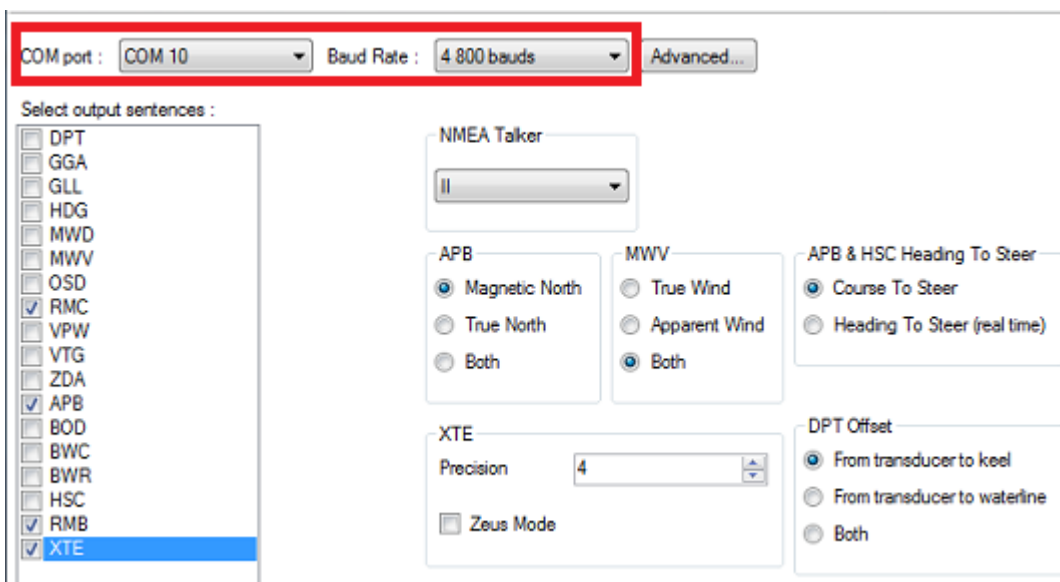 COM port : COM 10 Baud Rate : 4 800 bauds Advanced...
Select output sentences :
DPT
GGA
GLL
HDG
MWD
MWV
OSD
RMC
VPW
VTG
ZDA
APB
BOD
BWC
BWR
HSC
RMB
XTE
NMEA Talker
II
APB
Magnetic North
True North
Both
MWV
True Wind
Apparent Wind
Both
APB & HSC Heading To Steer
Course To Steer
Heading To Steer (real time)
XTE
Precision 4
Zeus Mode
DPT Offset
From transducer to keel
From transducer to waterline
Both